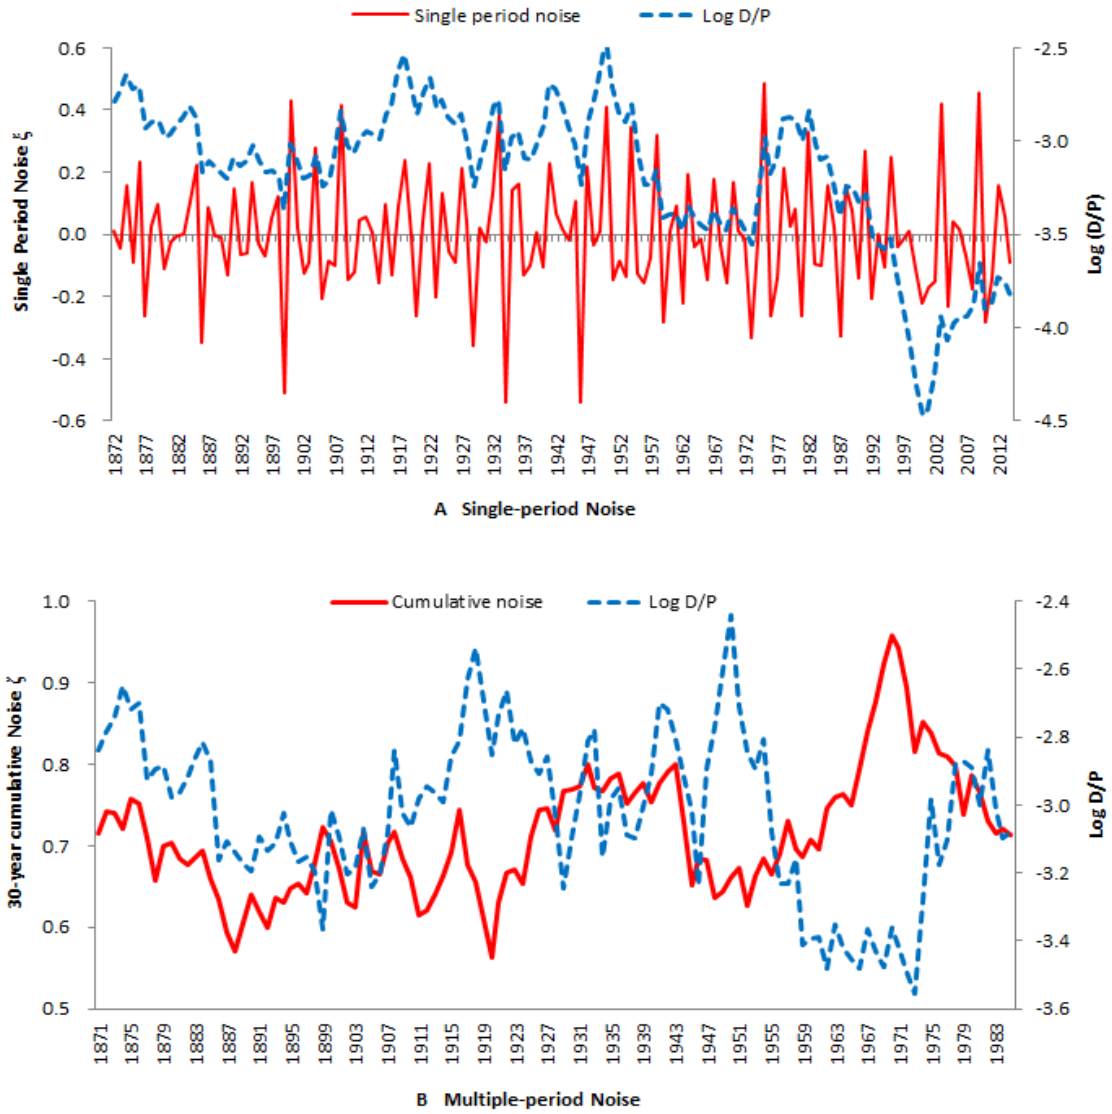 Single period noise Log D/P
0.6
0.4
0.2
0.0
-0.2
-0.4
-0.6
Single Period Noise ξ
-2.5
-3.0
-3.5
-4.0
-4.5
Log (D/P)
1872 1877 1882 1887 1892 1897 1902 1907 1912 1917 1922 1927 1932 1937 1942 1947 1952 1957 1962 1967 1972 1977 1982 1987 1992 1997 2002 2007 2012
A Single-period Noise
Cumulative noise Log D/P
1.0
0.9
0.8
0.7
0.6
0.5
30-year cumulative Noise ζ
-2.4
-2.6
-2.8
-3.0
-3.2
-3.4
-3.6
Log D/P
1871 1875 1879 1883 1887 1891 1895 1899 1903 1907 1911 1915 1919 1923 1927 1931 1935 1939 1943 1947 1951 1955 1959 1963 1967 1971 1975 1979 1983
B Multiple-period Noise